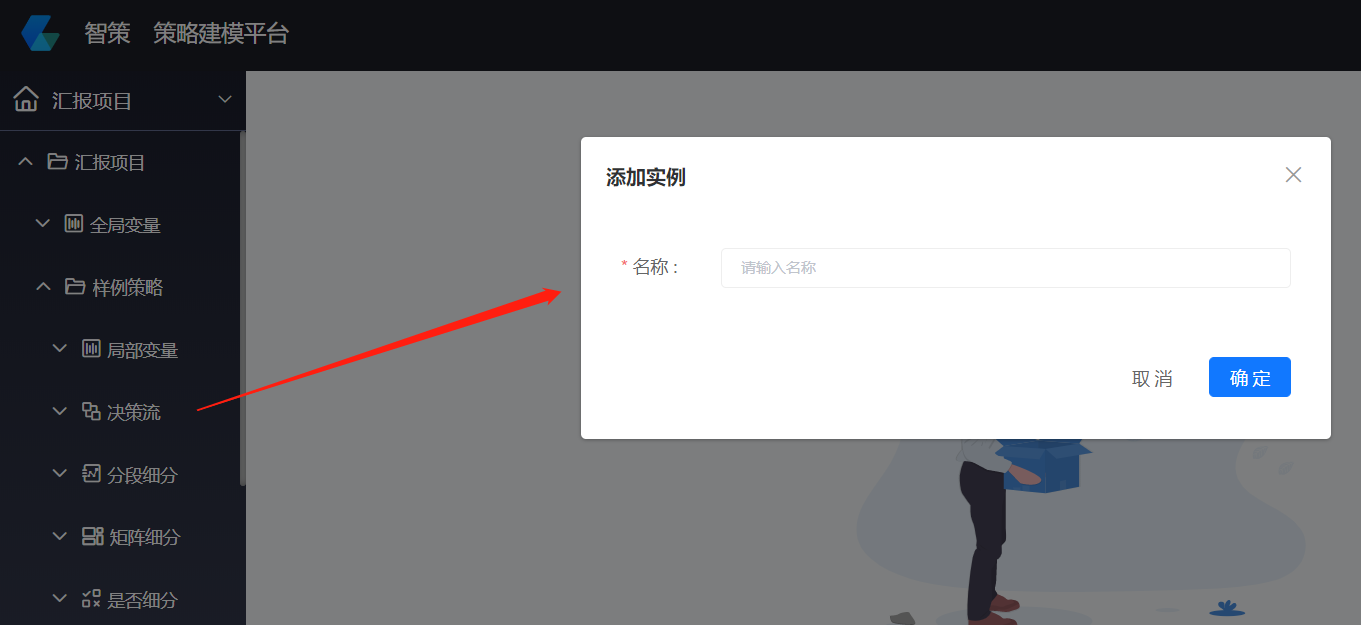 智策 策略建模平台
汇报项目
汇报项目
全局变量
样例策略
局部变量
决策流
分段细分
矩阵细分
是否细分
添加实例
* 名称 :
请输入名称
取消
确定